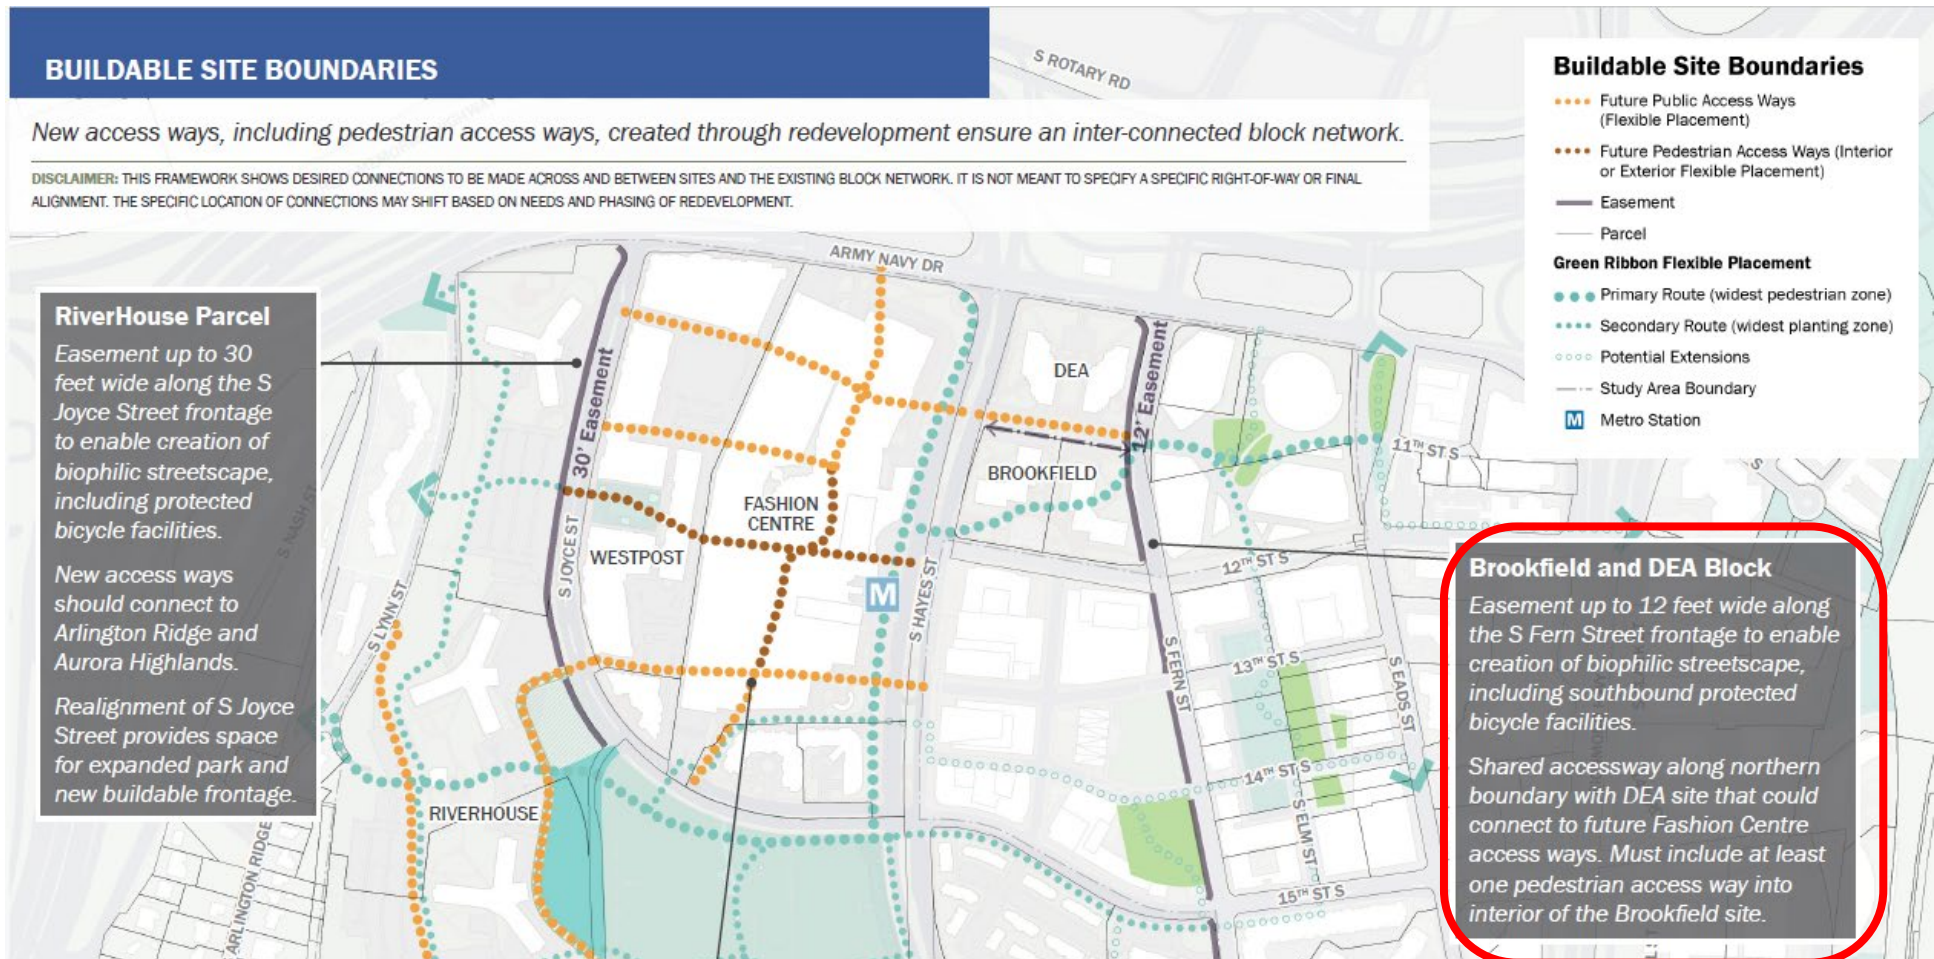 BUILDABLE SITE BOUNDARIES
New access ways, including pedestrian access ways, created through redevelopment ensure an inter-connected block network.
DISCLAIMER: THIS FRAMEWORK SHOWS DESIRED CONNECTIONS TO BE MADE ACROSS AND BETWEEN SITES AND THE EXISTING BLOCK NETWORK. IT IS NOT MEANT TO SPECIFY A SPECIFIC RIGHT-OF-WAY OR FINAL
ALIGNMENT. THE SPECIFIC LOCATION OF CONNECTIONS MAY SHIFT BASED ON NEEDS AND PHASING OF REDEVELOPMENT.
Buildable Site Boundaries
Future Public Access Ways
(Flexible Placement)
Future Pedestrian Access Ways (Interior
or Exterior Flexible Placement)
Easement
Parcel
Green Ribbon Flexible Placement
Primary Route (widest pedestrian zone)
Secondary Route (widest planting zone)
Potential Extensions
Study Area Boundary
M Metro Station
RiverHouse Parcel
Easement up to 30
feet wide along the S
Joyce Street frontage
to enable creation of
biophilic streetscape,
including protected
bicycle facilities.
New access ways
should connect to
Arlington Ridge and
Aurora Highlands.
Realignment of S Joyce
Street provides space
for expanded park and
new buildable frontage.
S ROTARY RD
ARMY NAVY DR
30' Easement
12' Easement
DEA
BROOKFIELD
FASHION
CENTRE
WESTPOST
RIVERHOUSE
M
S NASH ST
S LYNN ST
S JOYCE ST
S HAYES ST
S FERN ST
S EADS ST
S ELM ST
11TH ST S
12TH ST S
13TH ST S
14TH ST S
15TH ST S
ARLINGTON RIDGE
S
Brookfield and DEA Block
Easement up to 12 feet wide along
the S Fern Street frontage to enable
creation of biophilic streetscape,
including southbound protected
bicycle facilities.
Shared accessway along northern
boundary with DEA site that could
connect to future Fashion Centre
access ways. Must include at least
one pedestrian access way into
interior of the Brookfield site.